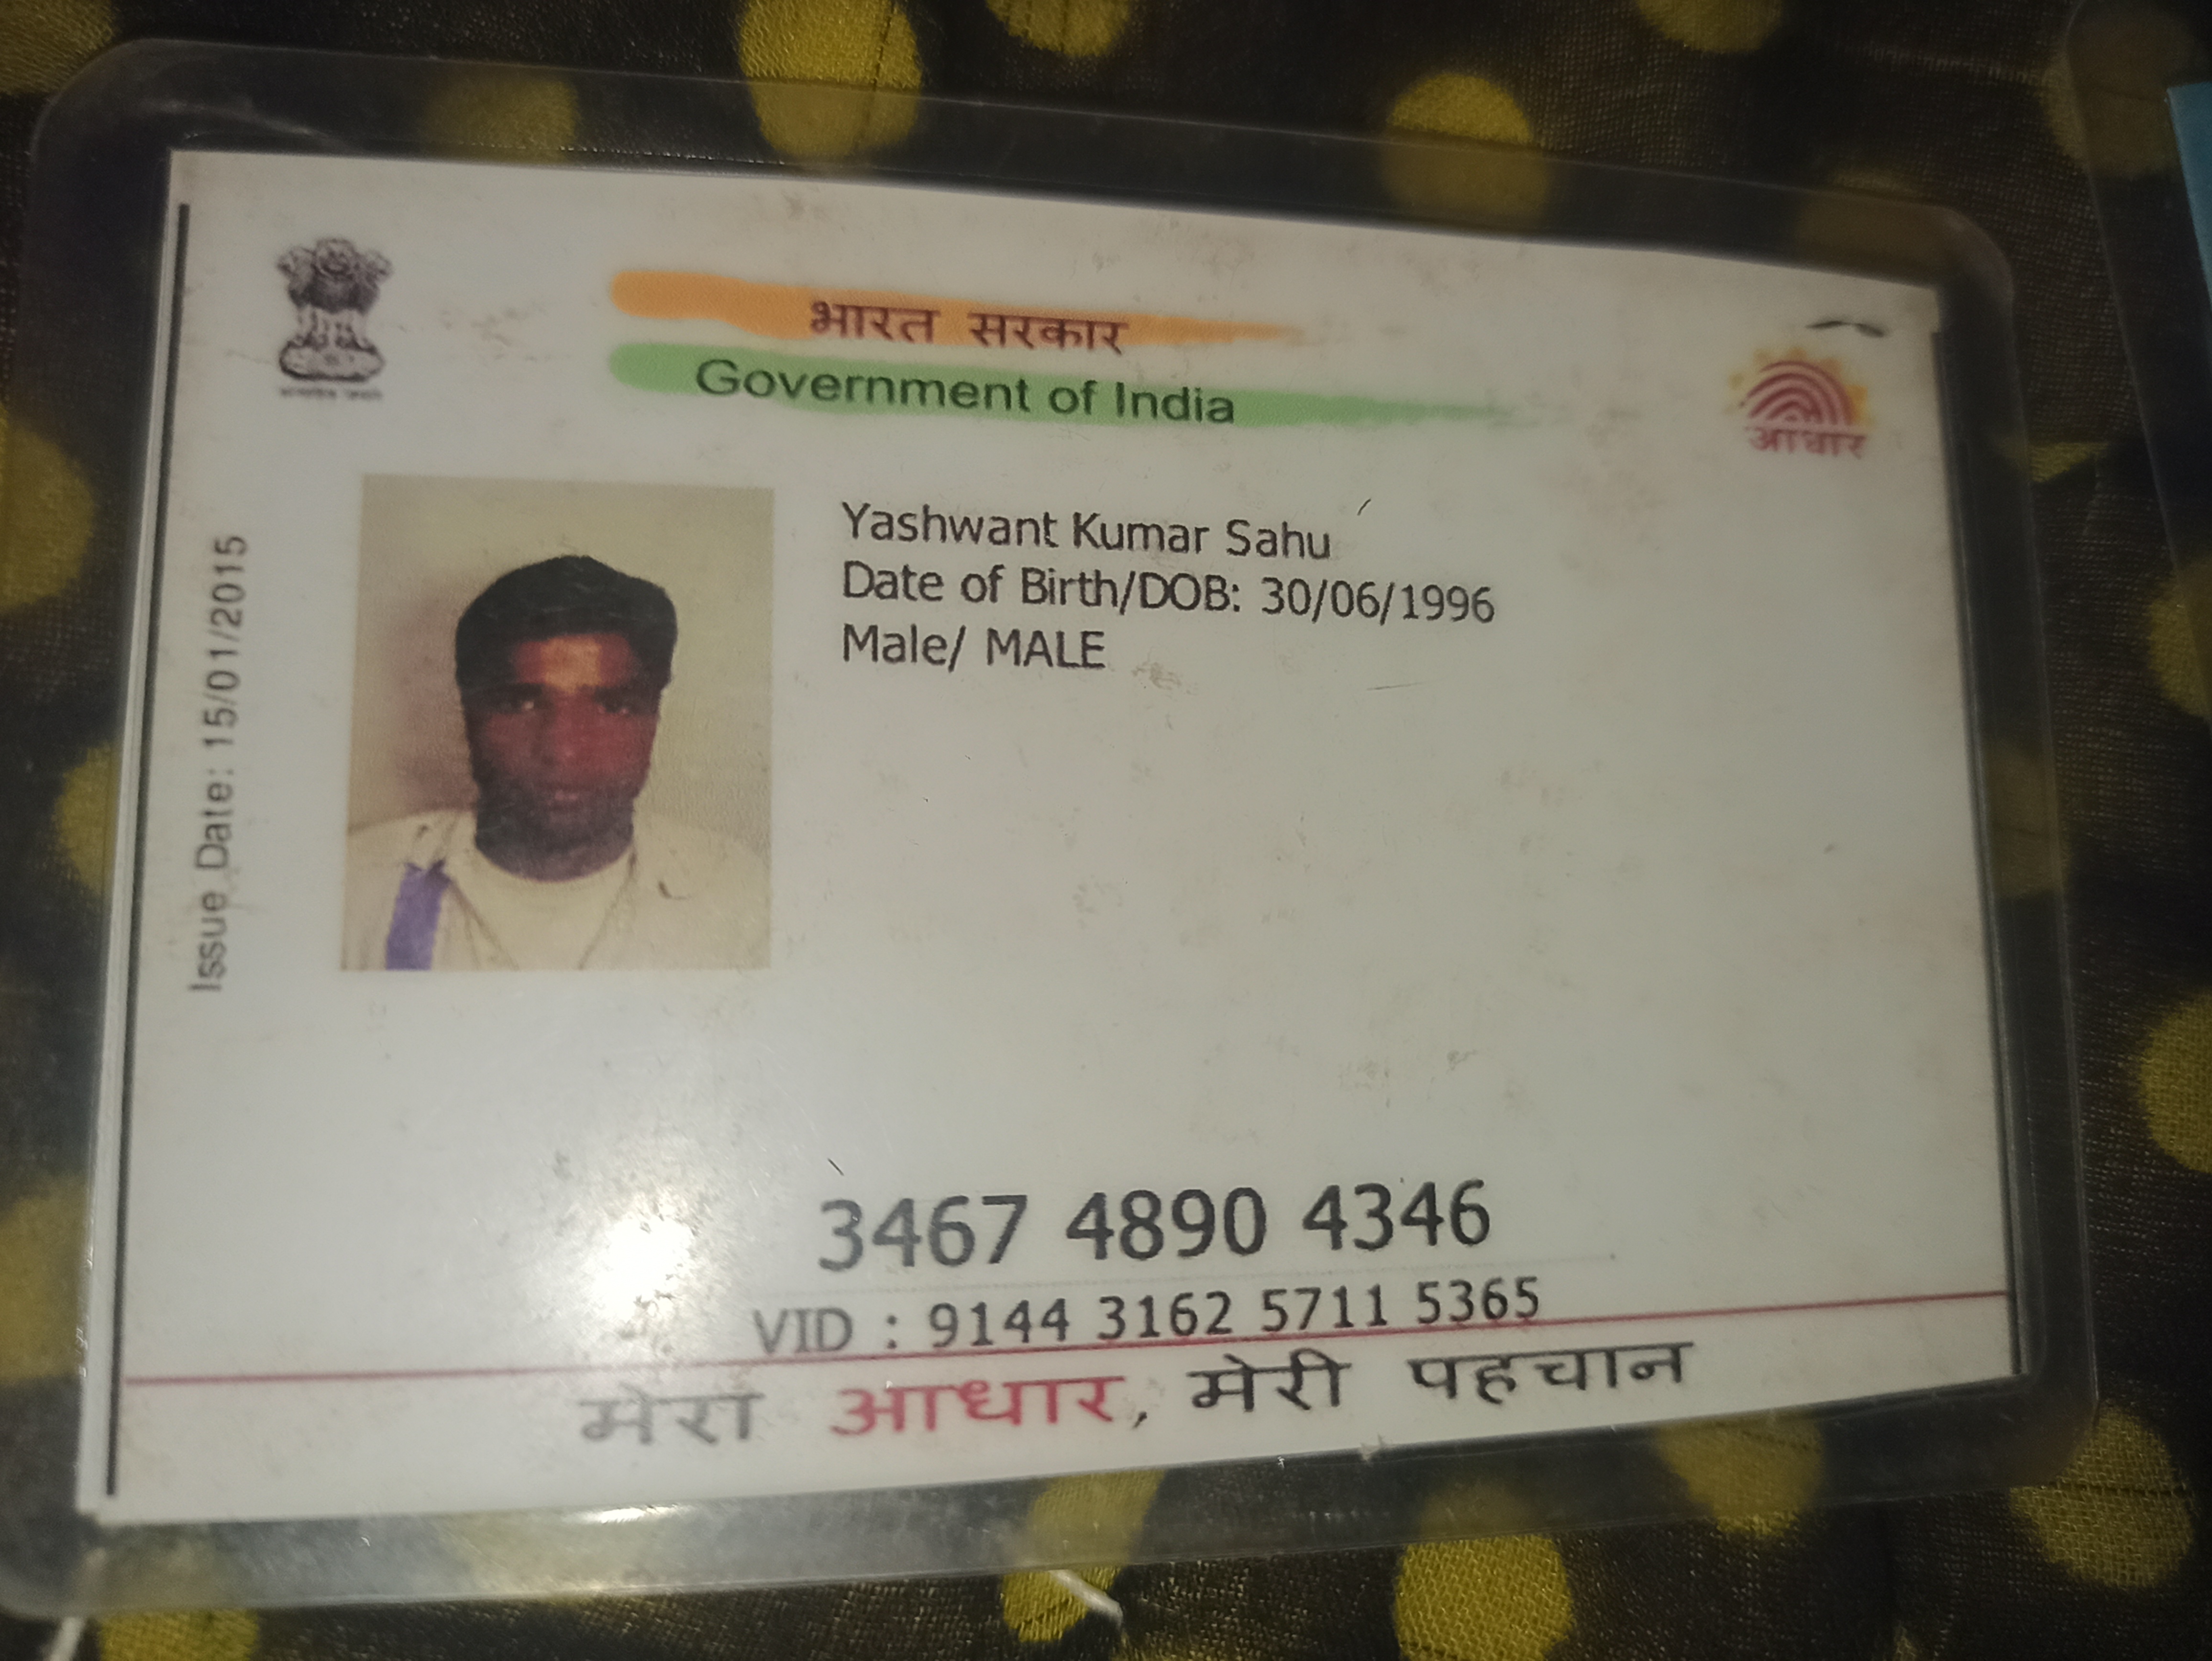 भारत सरकार
Government of India
आधार
Issue Date: 15/01/2015
Yashwant Kumar Sahu
Date of Birth/DOB: 30/06/1996
Male/ MALE
3467 4890 4346
VID : 9144 3162 5711 5365
मेरा आधार, मेरी पहचान